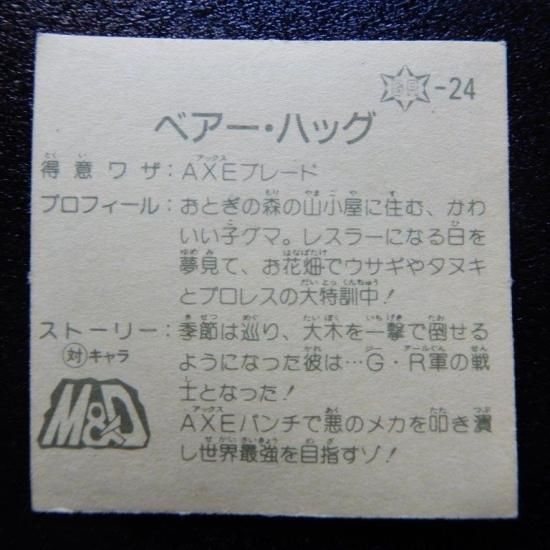 GR-24
ベアー・ハッグ
得意ワザ:AXEブレード
プロフィール:おとぎの森の山小屋に住む、かわ
いい子グマ。レスラーになる日を
夢見て、お花畑でウサギやタヌキ
とプロレスの大特訓中!
ストーリー:季節は巡り、大木を一撃で倒せる
対キャラ ようになった彼は…G・R軍の戦
士となった!
M&D AXEパンチで悪のメカを叩き潰
し世界最強を目指すゾ!